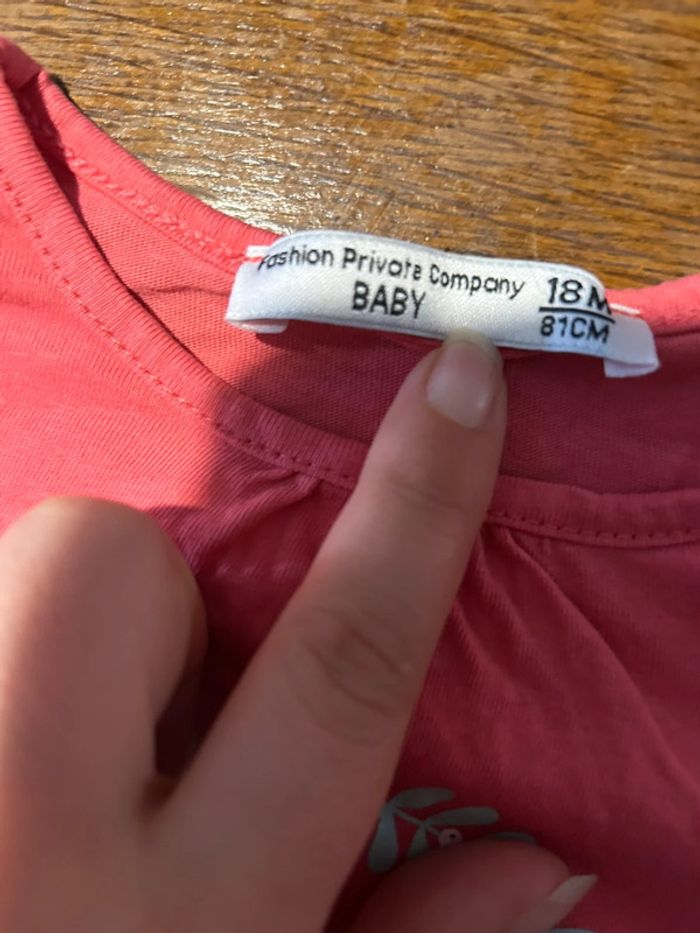 Fashion Private Company
BABY
18 M
81CM